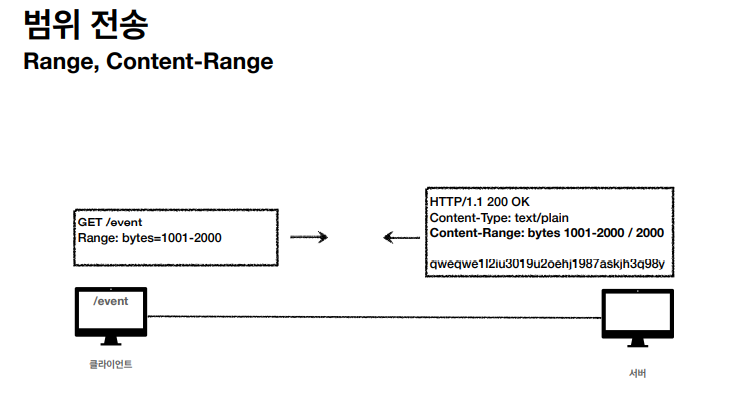 범위 전송
Range, Content-Range
GET /event
Range: bytes=1001-2000
HTTP/1.1 200 OK
Content-Type: text/plain
Content-Range: bytes 1001-2000 / 2000
qweqwe1l2iu3019u2oehj1987askjh3q98y
/event
클라이언트
서버